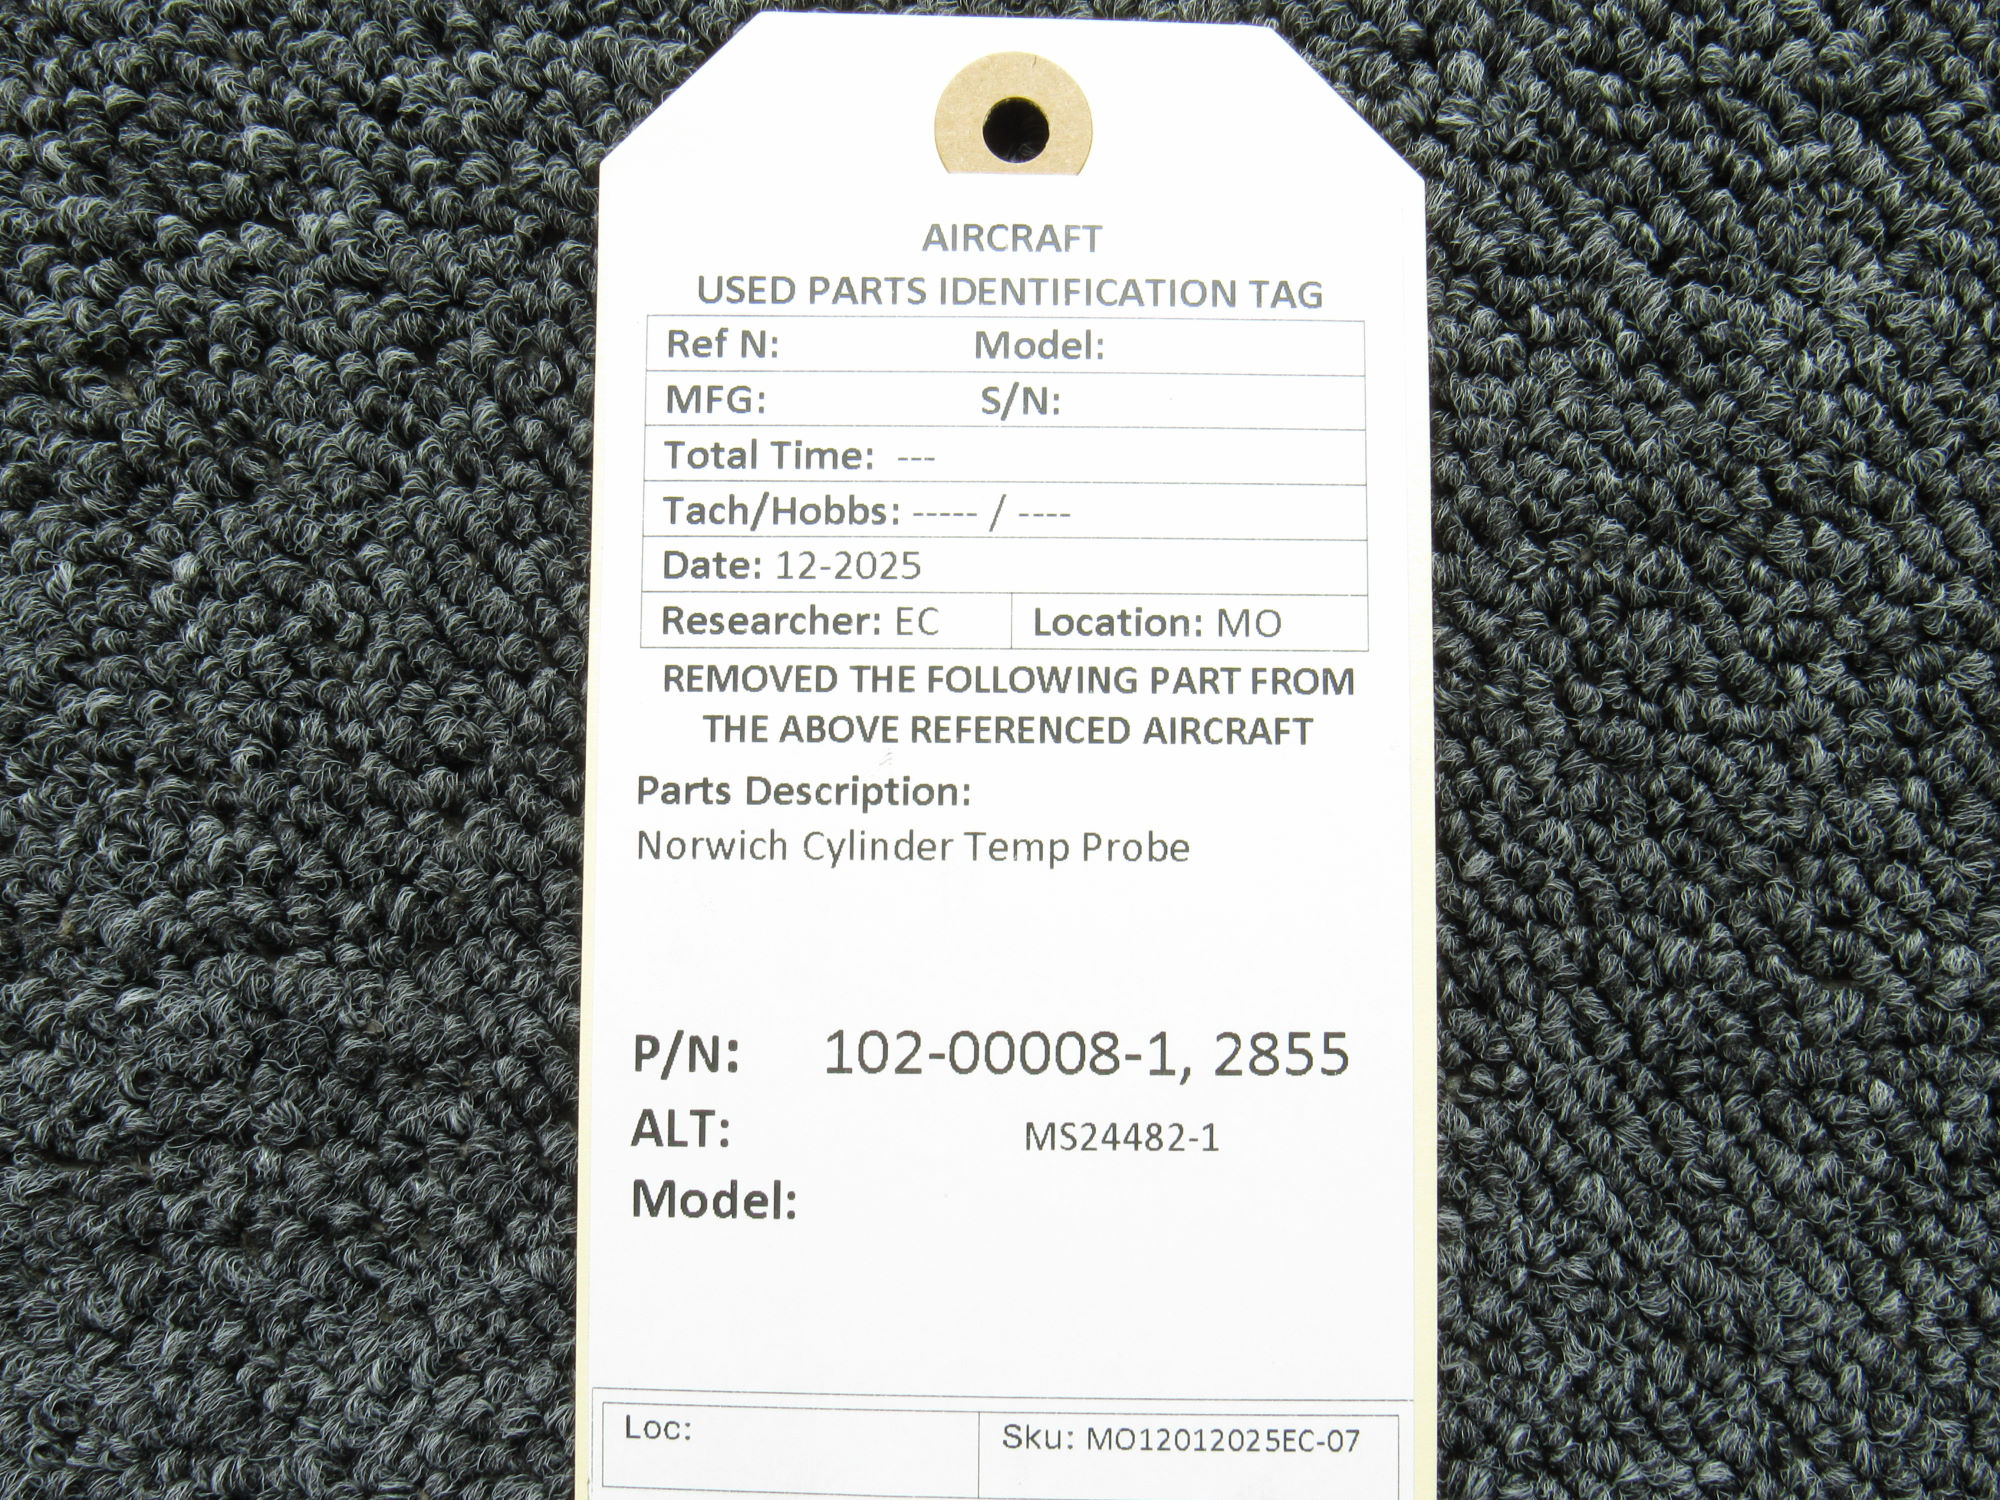 AIRCRAFT
USED PARTS IDENTIFICATION TAG
Ref N: Model:
MFG: S/N:
Total Time: ---
Tach/Hobbs: ----- / ----
Date: 12-2025
Researcher: EC Location: MO
REMOVED THE FOLLOWING PART FROM
THE ABOVE REFERENCED AIRCRAFT
Parts Description:
Norwich Cylinder Temp Probe
P/N: 102-00008-1, 2855
ALT: MS24482-1
Model:
Loc: Sku: MO12012025EC-07